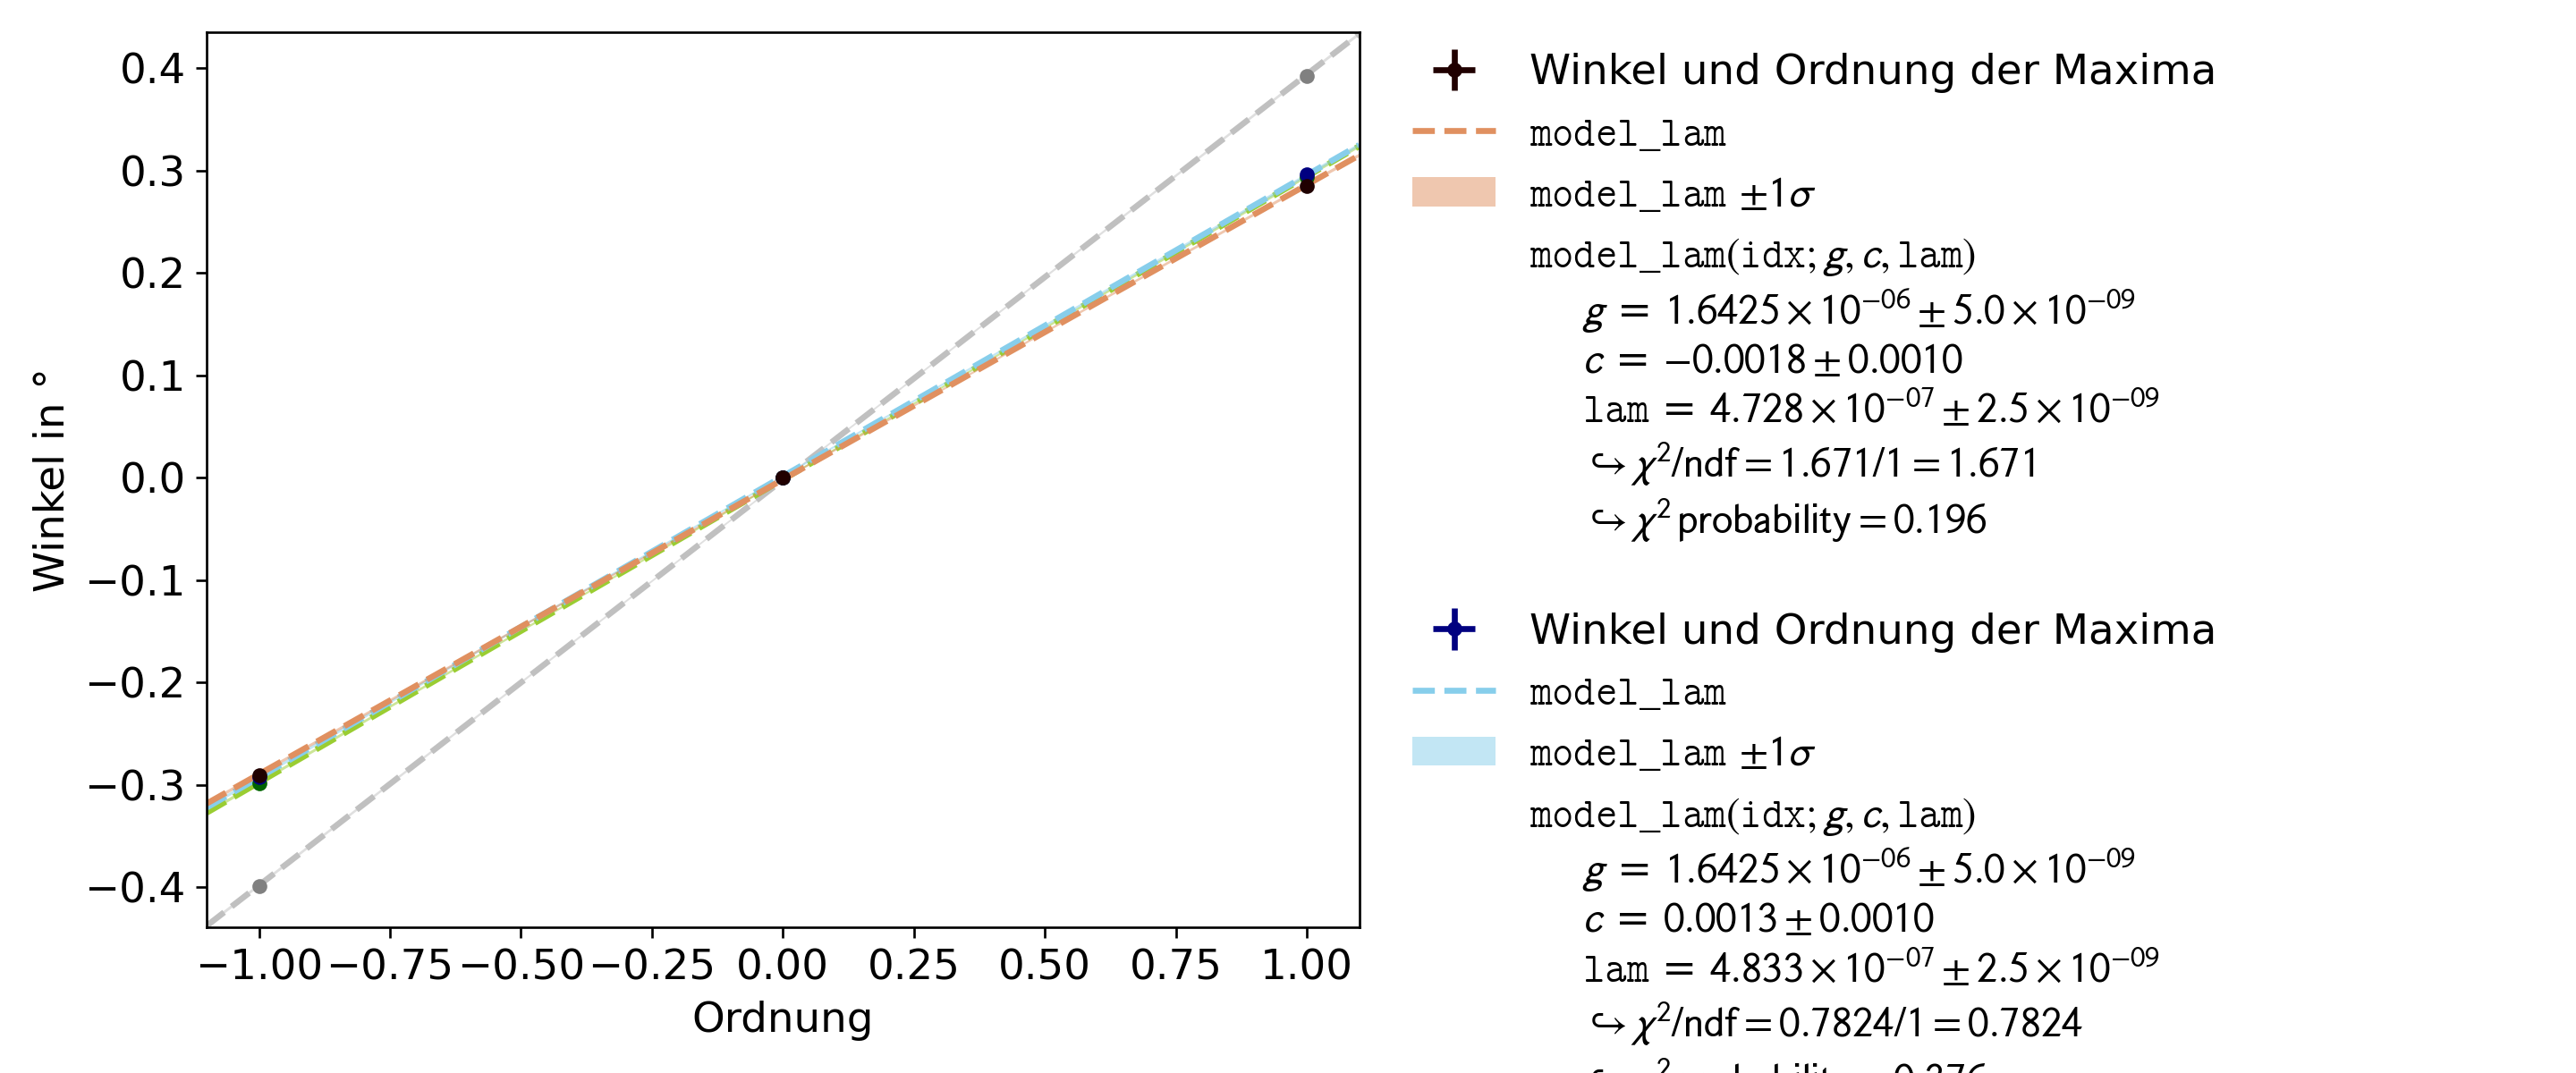 0.4
0.3
0.2
0.1
0.0
−0.1
−0.2
−0.3
−0.4
Winkel in °
−1.00 −0.75 −0.50 −0.25 0.00 0.25 0.50 0.75 1.00
Ordnung
Winkel und Ordnung der Maxima
model_lam
model_lam ±1σ
model_lam(idx; g, c, lam)
g = 1.6425 × 10⁻⁰⁶ ± 5.0 × 10⁻⁰⁹
c = −0.0018 ± 0.0010
lam = 4.728 × 10⁻⁰⁷ ± 2.5 × 10⁻⁰⁹
↪ χ²/ndf = 1.671/1 = 1.671
↪ χ² probability = 0.196
Winkel und Ordnung der Maxima
model_lam
model_lam ±1σ
model_lam(idx; g, c, lam)
g = 1.6425 × 10⁻⁰⁶ ± 5.0 × 10⁻⁰⁹
c = 0.0013 ± 0.0010
lam = 4.833 × 10⁻⁰⁷ ± 2.5 × 10⁻⁰⁹
↪ χ²/ndf = 0.7824/1 = 0.7824